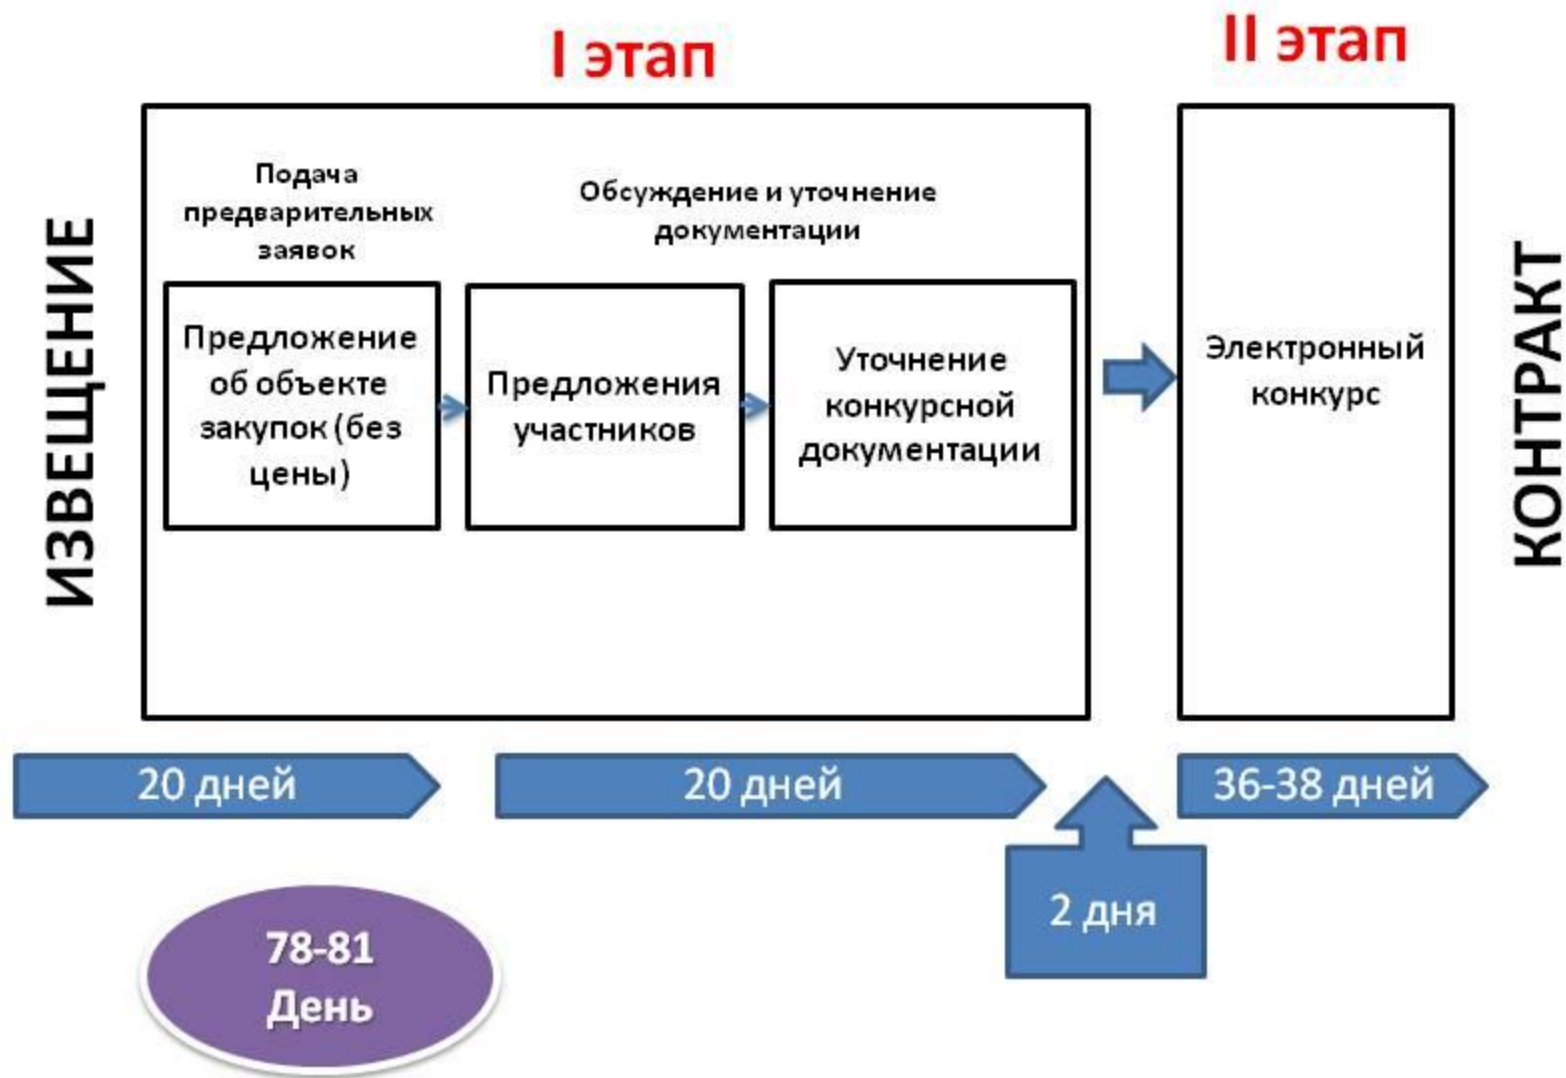 I этап
II этап
ИЗВЕЩЕНИЕ
Подача
предварительных
заявок
Обсуждение и уточнение
документации
Предложение
об объекте
закупок (без
цены)
Предложения
участников
Уточнение
конкурсной
документации
Электронный
конкурс
КОНТРАКТ
20 дней
20 дней
36-38 дней
2 дня
78-81
День